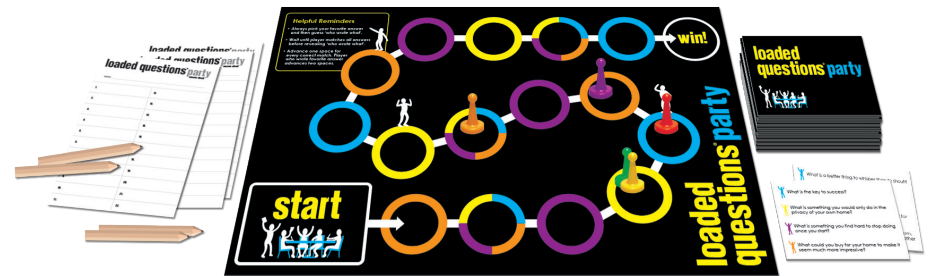 loaded questions party
Helpful Reminders
• Always pick your favorite answer
and then guess 'who wrote what'.
• Wait until player matches all answers
before revealing 'who wrote what'.
• Advance one space for
every correct match. Player
who wrote favorite answer
advances two spaces.
win!
start
loaded
questions party
loaded
questions party
What is a better thing to whisper than to shout?
What is the key to success?
What is something you would only do in the
privacy of your own home?
What is something you find hard to stop doing
once you start?
What could you buy for your home to make it
seem much more impressive?